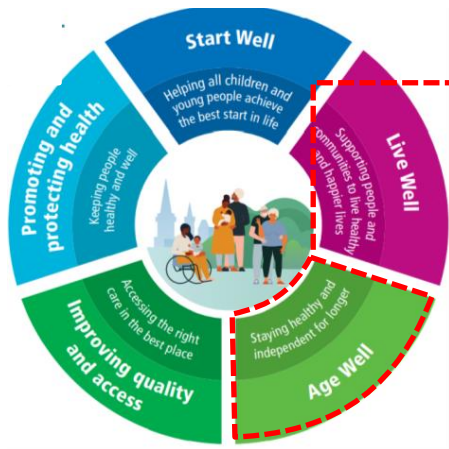 Start Well
Helping all children and
young people achieve
the best start in life
Live Well
Supporting people and
communities to live healthy
and happier lives
Age Well
Staying healthy and
independent for longer
Improving quality
and access
Accessing the right
care in the best place
Promoting and
protecting health
Keeping people
healthy and well